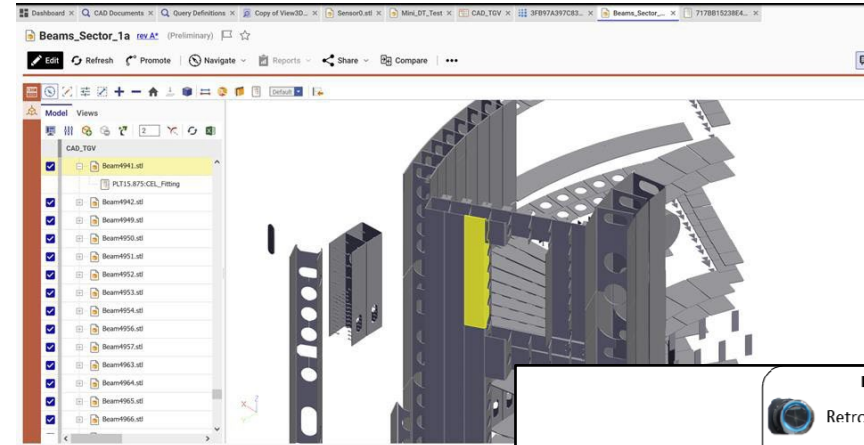 Dashboard × CAD Documents × Query Definitions × Copy of View3D... × Sensor0.stl × Mini_DT_Test × CAD_TGV × 3FB97A397C83... × Beams_Sector_... × 7178B15238E4... ×
Beams_Sector_1a rev A* (Preliminary)
Edit Refresh Promote Navigate Reports Share Compare
Default
Model Views
2
CAD_TGV
Beam4941.stl
PLT15.875:CEL_Fitting
Beam4942.stl
Beam4949.stl
Beam4950.stl
Beam4951.stl
Beam4952.stl
Beam4953.stl
Beam4954.stl
Beam4956.stl
Beam4957.stl
Beam4963.stl
Beam4964.stl
Beam4965.stl
Beam4966.stl
Retro